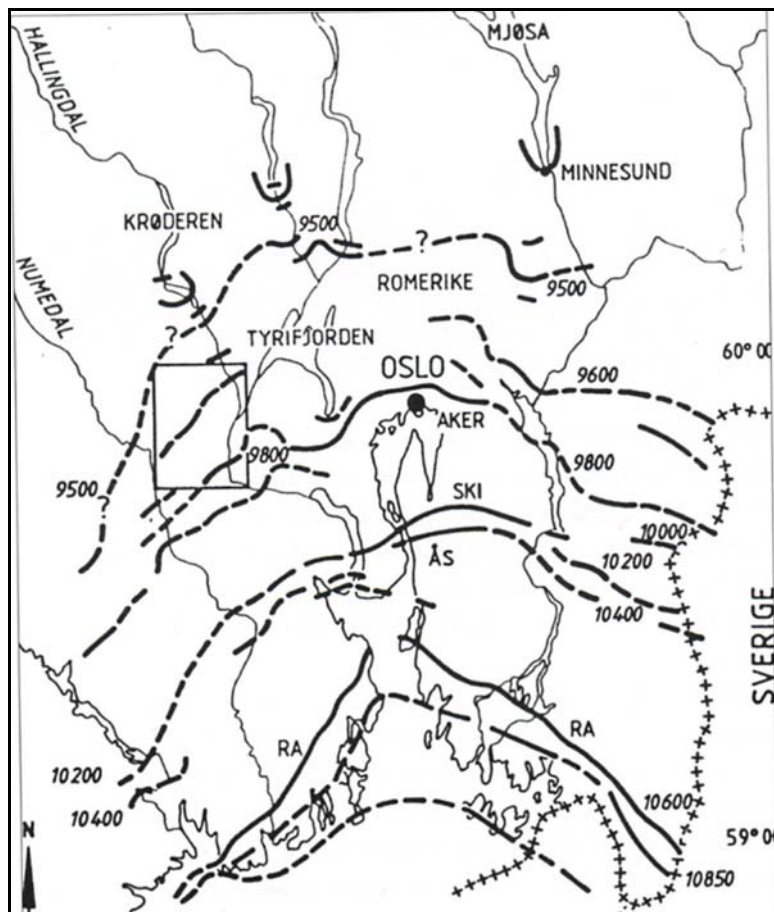 MJØSA
HALLINGDAL
MINNESUND
KRØDEREN
9500
?
NUMEDAL
ROMERIKE
9500
?
TYRIFJORDEN
60° 00
OSLO
9600
AKER
9800
9800
9500
?
SKI
10000
ÅS
10200
10400
SVERIGE
RA
RA
10200
10400
10600
N
59° 00
10850